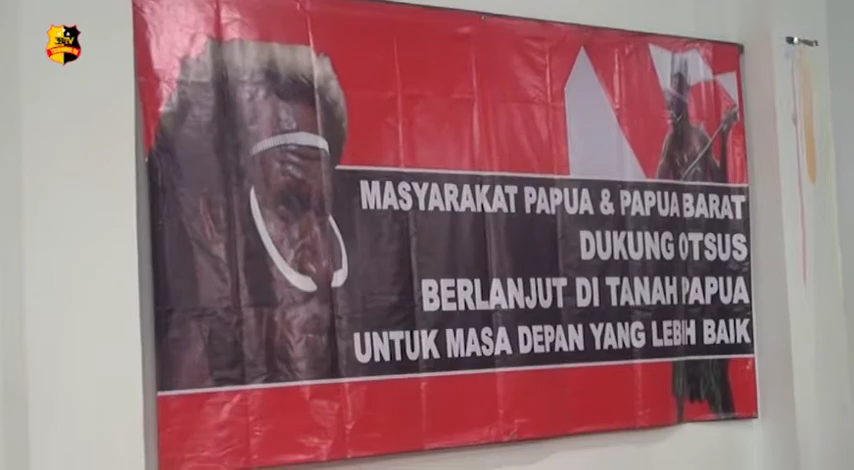 MASYARAKAT PAPUA & PAPUA BARAT
DUKUNG OTSUS
BERLANJUT DI TANAH PAPUA
UNTUK MASA DEPAN YANG LEBIH BAIK